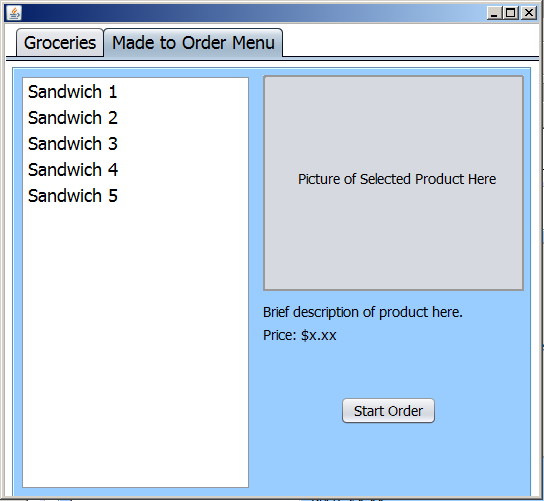 Groceries
Made to Order Menu
Sandwich 1
Sandwich 2
Sandwich 3
Sandwich 4
Sandwich 5
Picture of Selected Product Here
Brief description of product here.
Price: $x.xx
Start Order